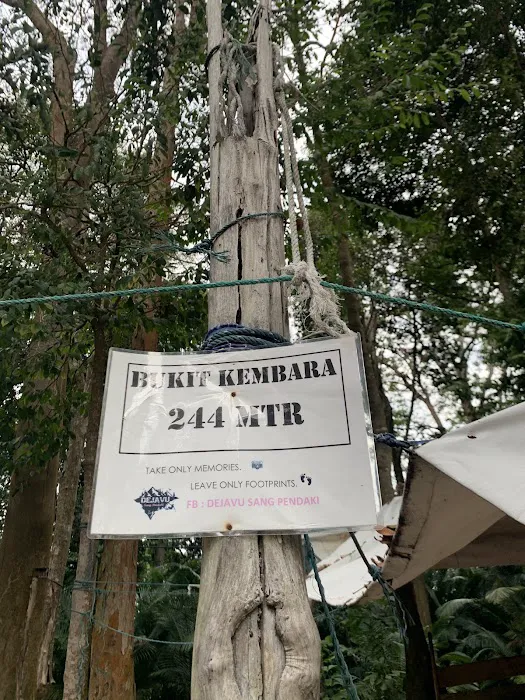 BUKIT KEMBARA
244 MTR
TAKE ONLY MEMORIES.
LEAVE ONLY FOOTPRINTS.
DEJAVU
FB : DEJAVU SANG PENDAKI